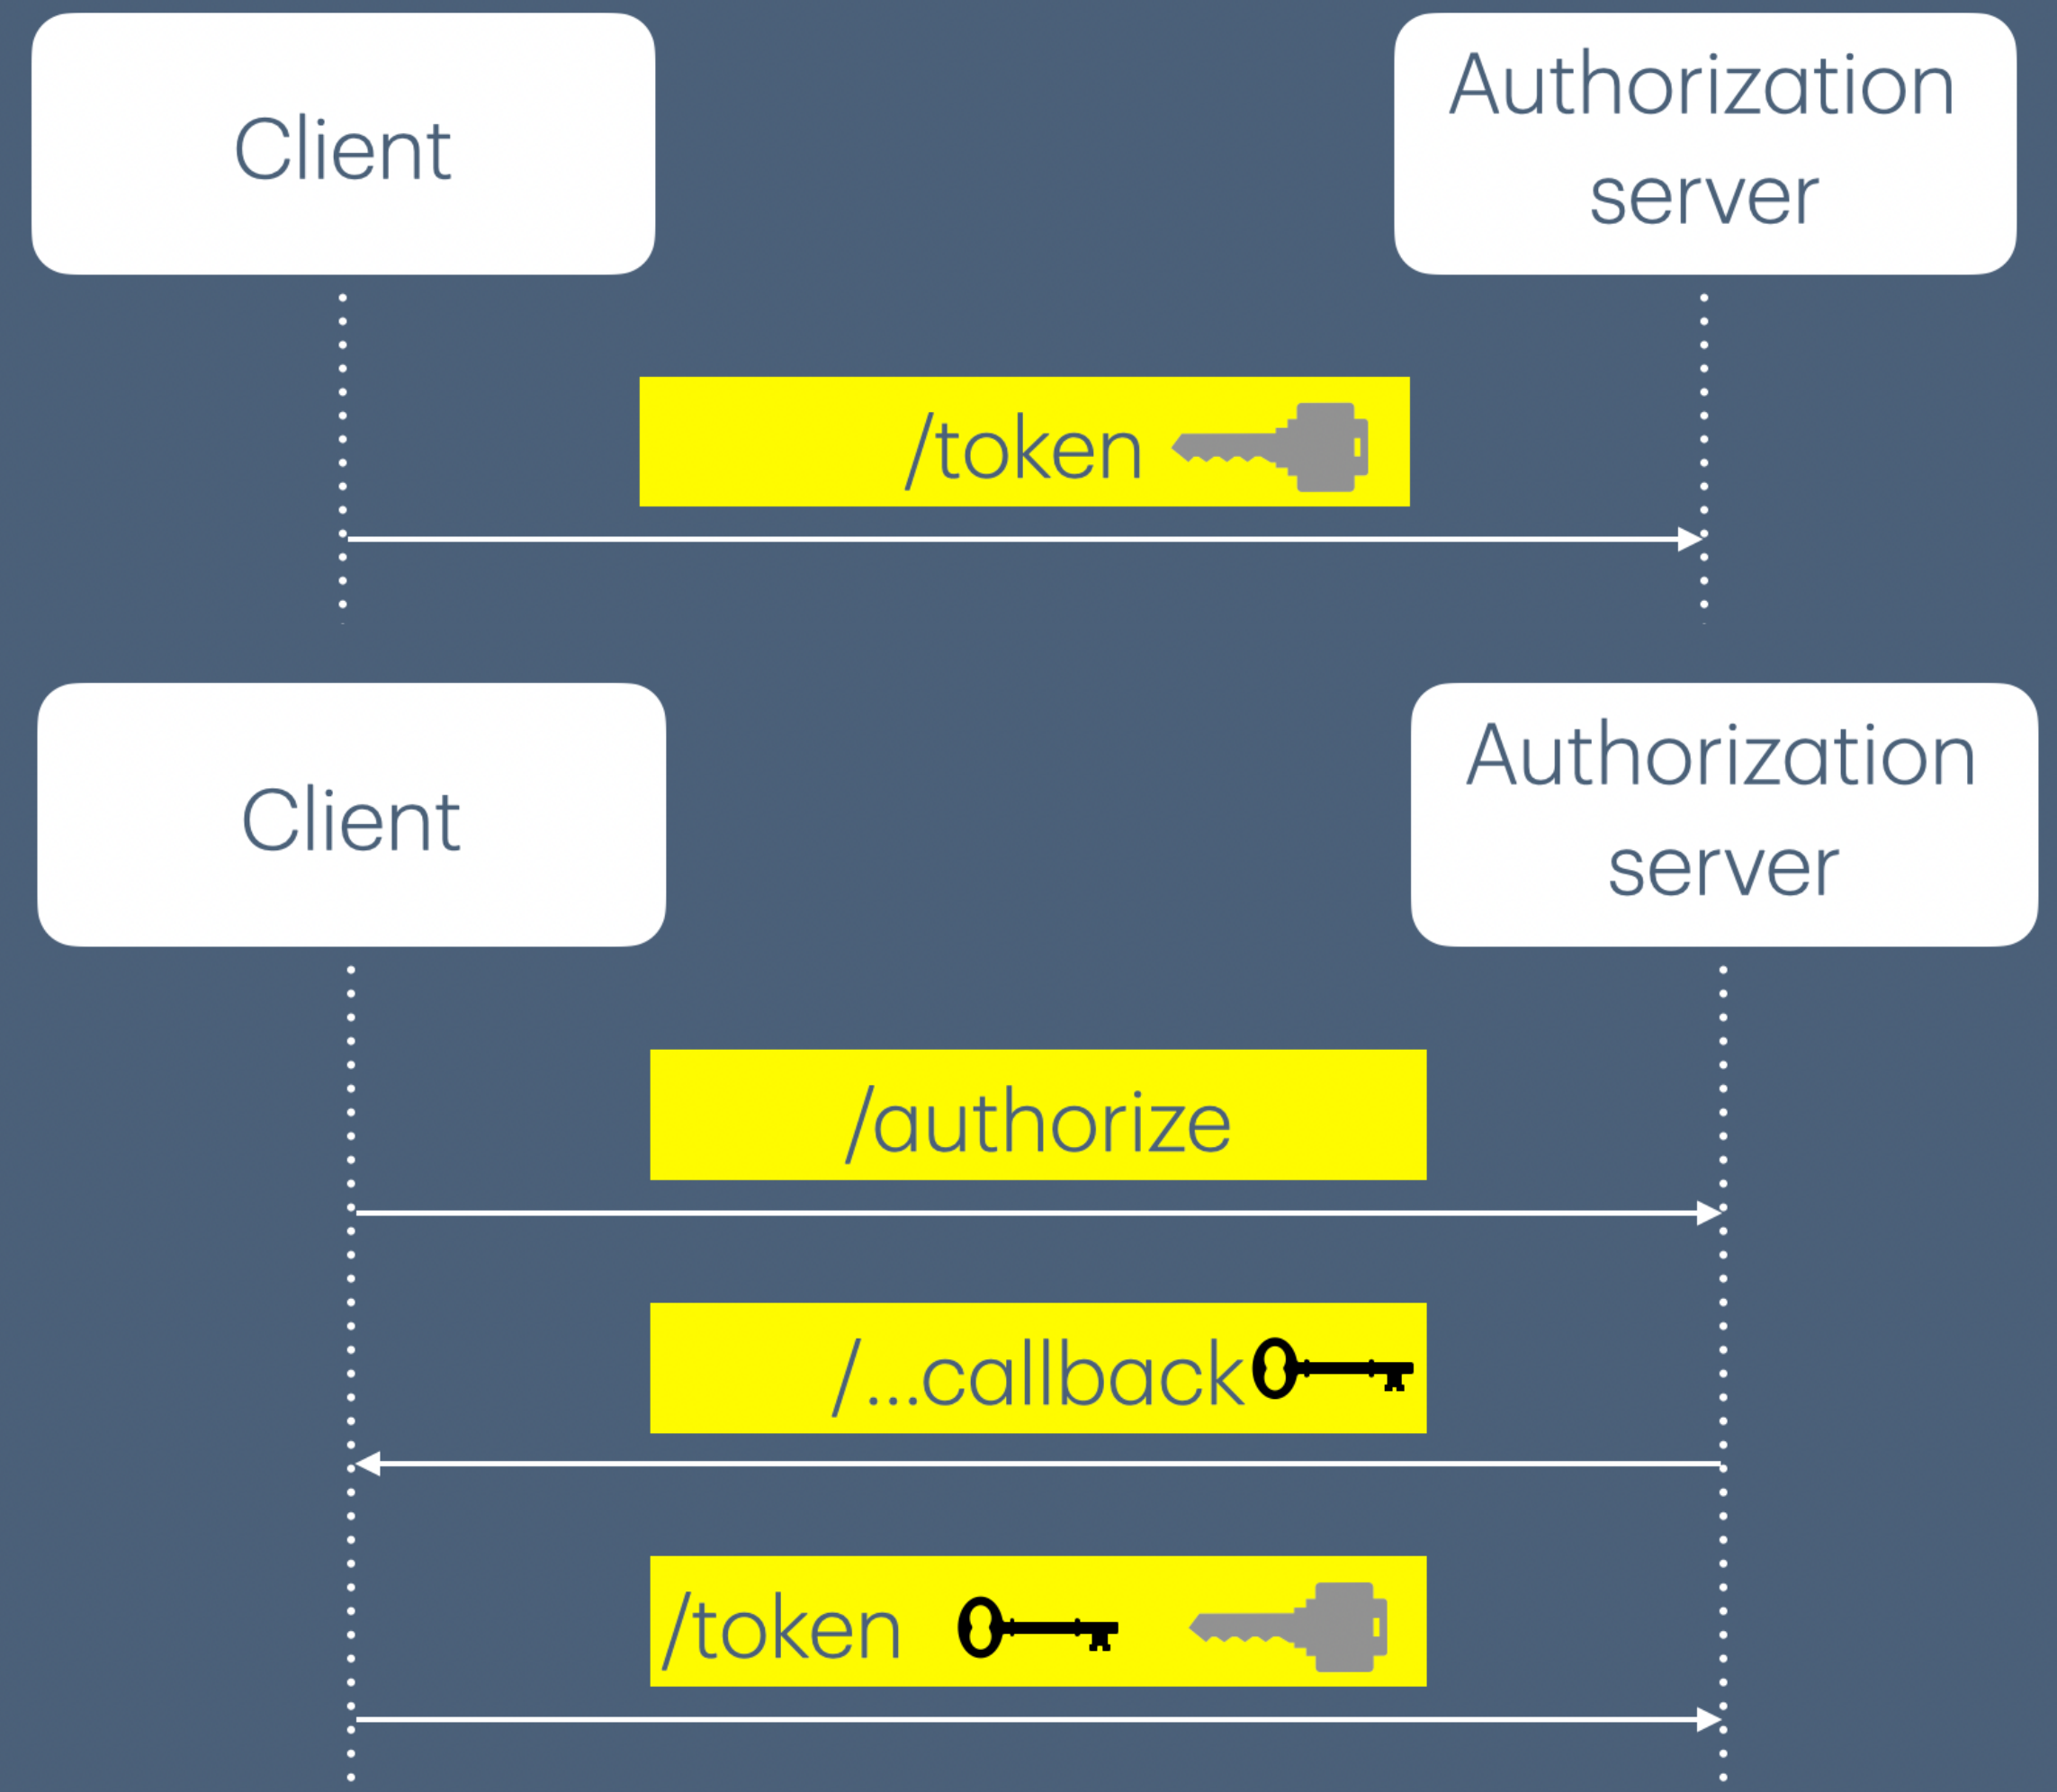 Client
Authorization
server
/token
Client
Authorization
server
/authorize
/...callback
/token